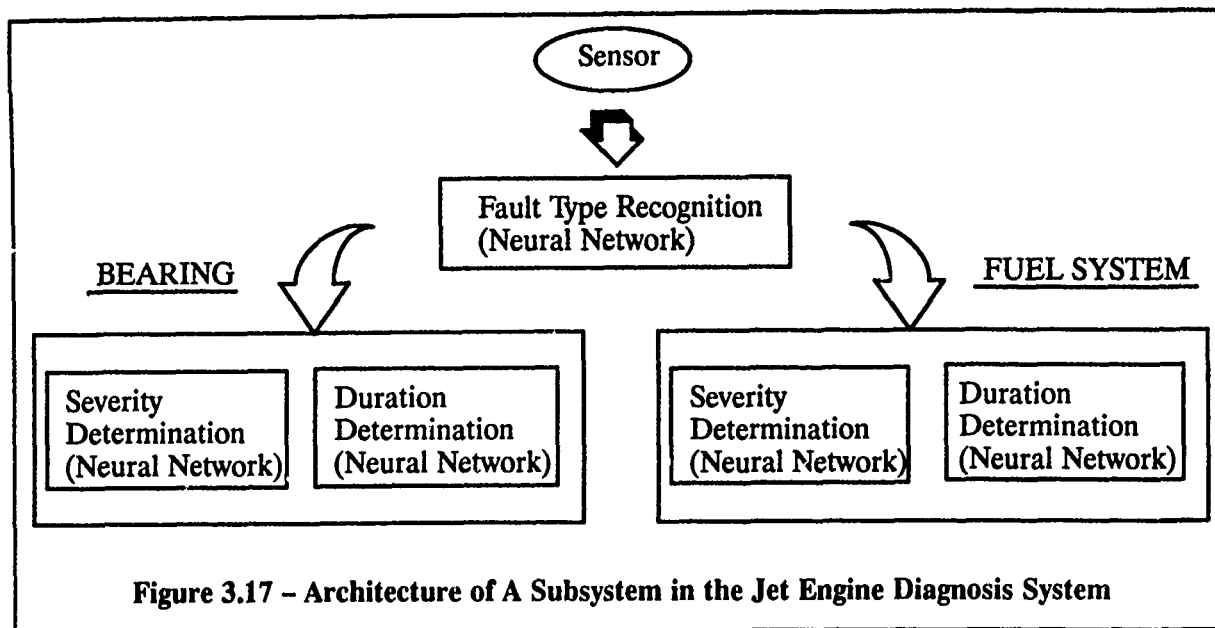 Sensor
Fault Type Recognition
(Neural Network)
BEARING
FUEL SYSTEM
Severity
Determination
(Neural Network)
Duration
Determination
(Neural Network)
Severity
Determination
(Neural Network)
Duration
Determination
(Neural Network)
Figure 3.17 – Architecture of A Subsystem in the Jet Engine Diagnosis System